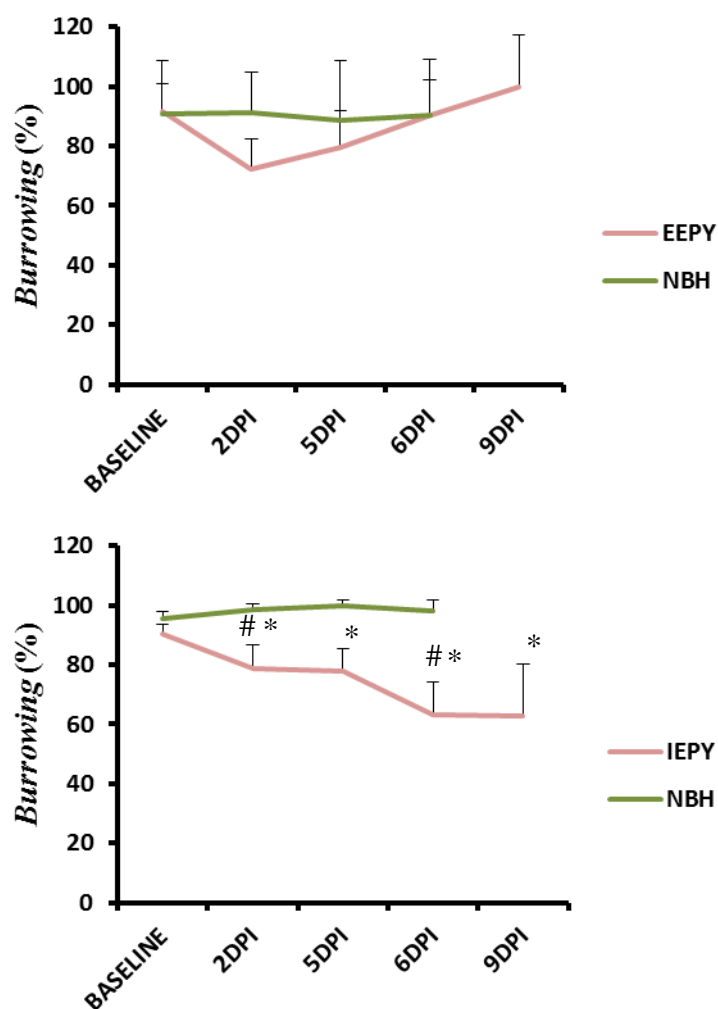 120
100
80
60
40
20
0
Burrowing (%)
BASELINE
2DPI
5DPI
6DPI
9DPI
EEPY
NBH
120
100
80
60
40
20
0
Burrowing (%)
# *
*
# *
*
BASELINE
2DPI
5DPI
6DPI
9DPI
IEPY
NBH